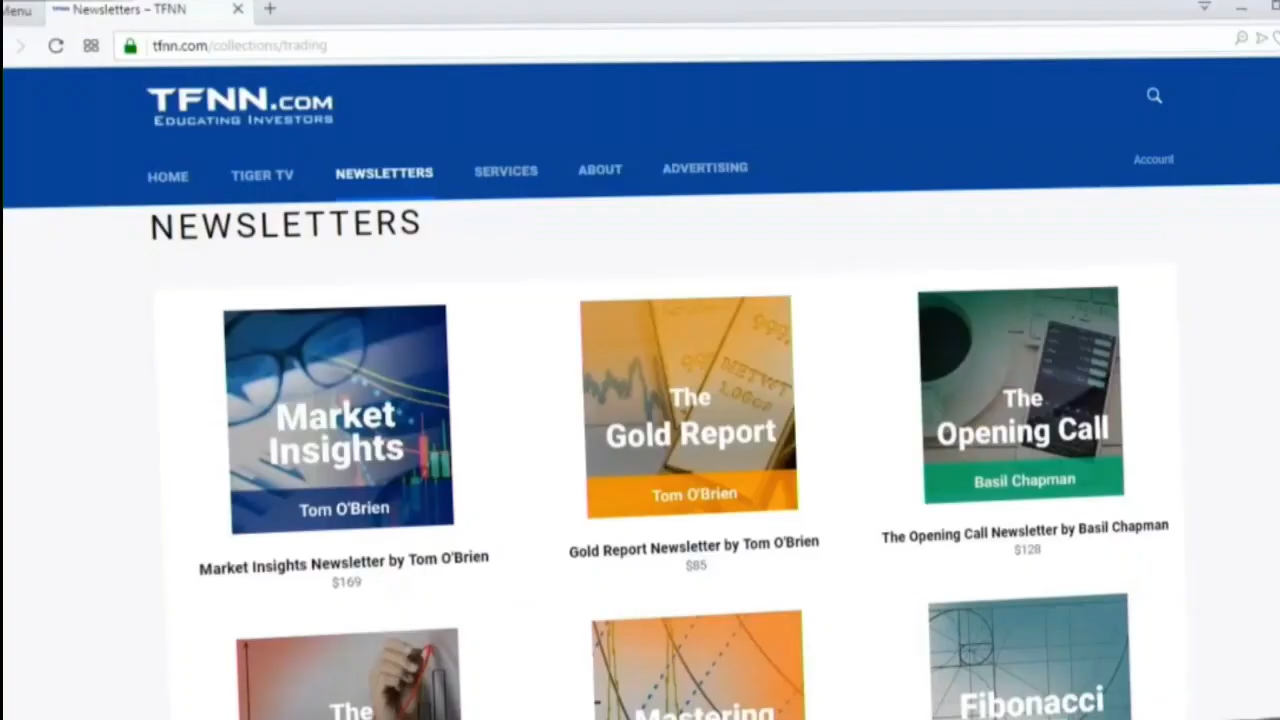 Menu
Newsletters – TFNN
tfnn.com/collections/trading
TFNN.COM
EDUCATING INVESTORS
HOME TIGER TV NEWSLETTERS SERVICES ABOUT ADVERTISING
Account
NEWSLETTERS
Market
Insights
Tom O'Brien
Market Insights Newsletter by Tom O'Brien
$169
The
Gold Report
Tom O'Brien
Gold Report Newsletter by Tom O'Brien
$85
The
Opening Call
Basil Chapman
The Opening Call Newsletter by Basil Chapman
$128
The
Mastering
Fibonacci